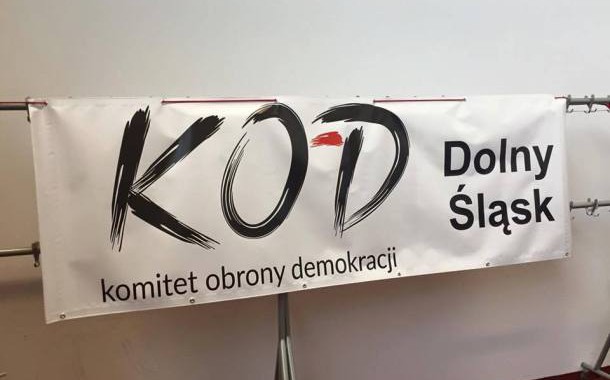 KOD
Dolny
Śląsk
komitet obrony demokracji